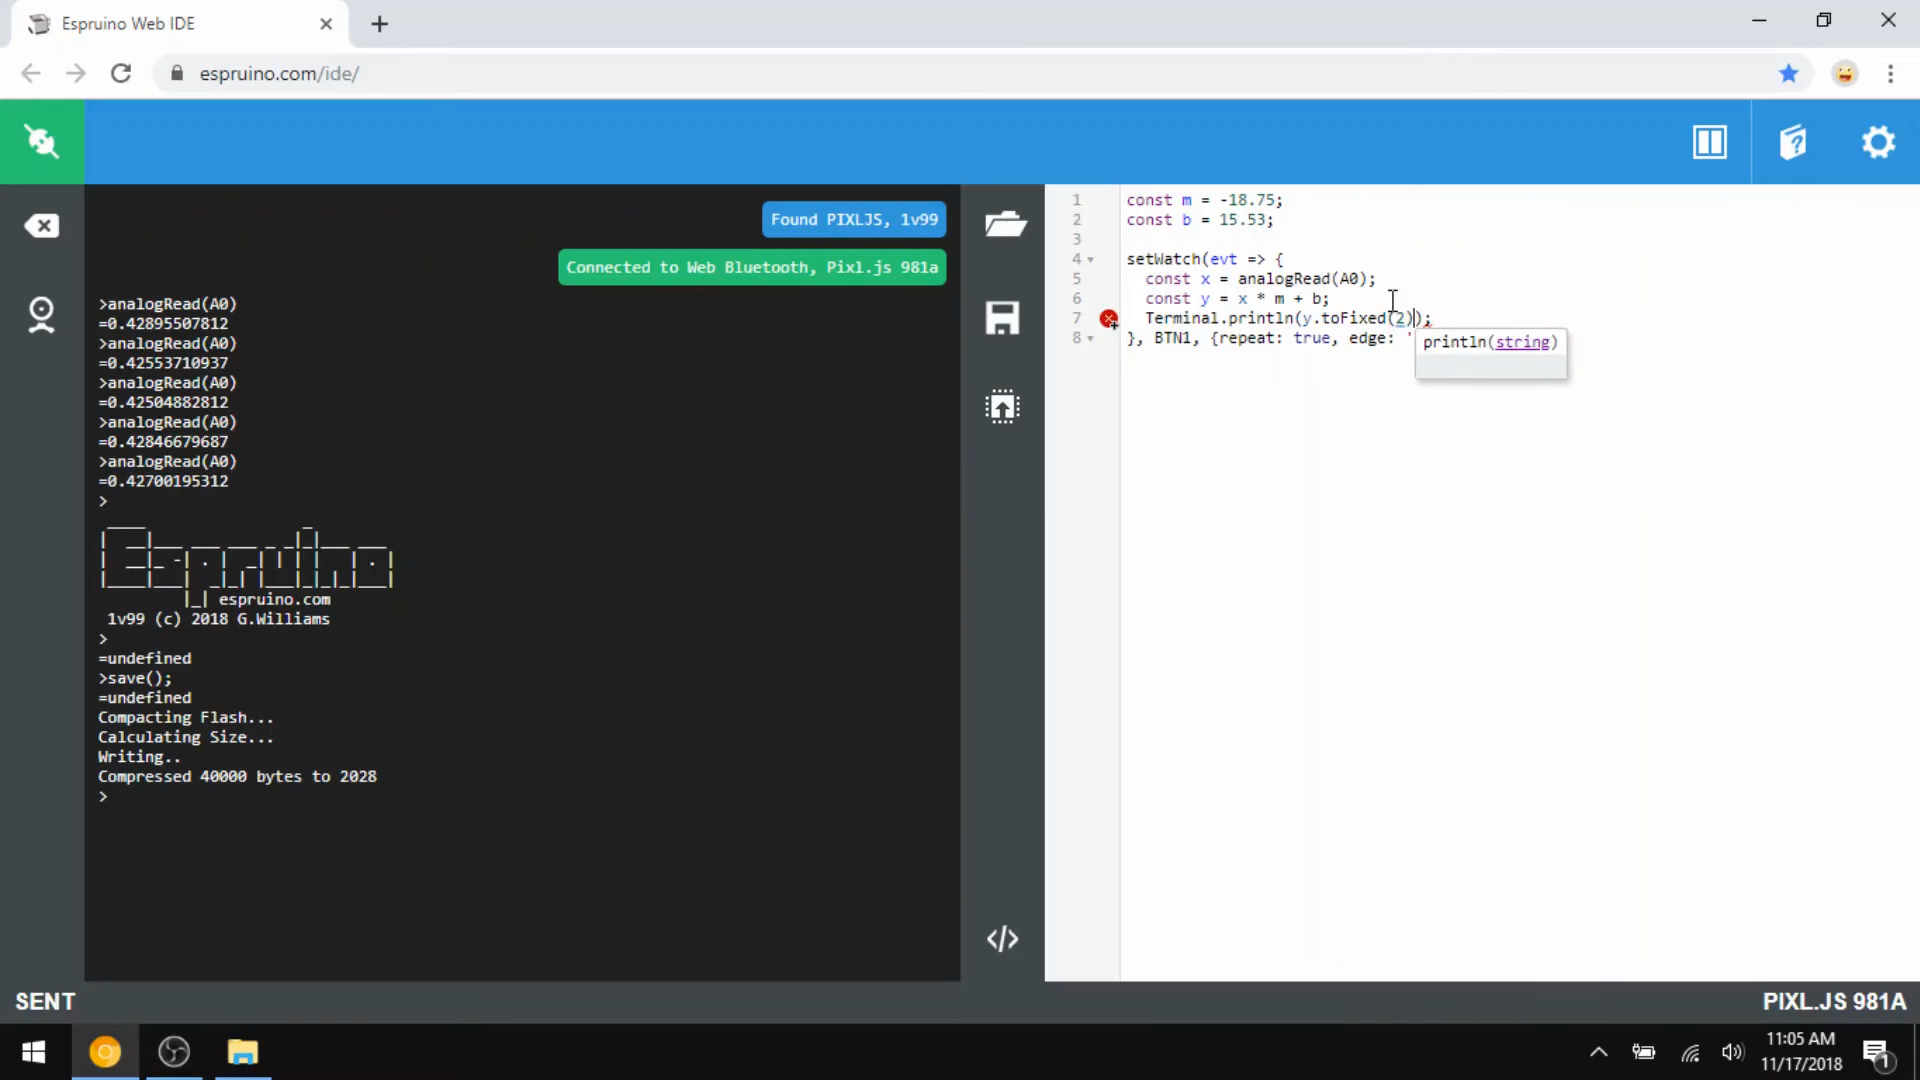 Espruino Web IDE
espruino.com/ide/
Found PIXLJS, 1v99
Connected to Web Bluetooth, Pixl.js 981a
>analogRead(A0)
=0.42895507812
>analogRead(A0)
=0.42553710937
>analogRead(A0)
=0.42504882812
>analogRead(A0)
=0.42846679687
>analogRead(A0)
=0.42700195312
>
Espruino
espruino.com
1v99 (c) 2018 G.Williams
>
=undefined
>save();
=undefined
Compacting Flash...
Calculating Size...
Writing..
Compressed 40000 bytes to 2028
>
1 const m = -18.75;
2 const b = 15.53;
3
4 setWatch(evt => {
5 const x = analogRead(A0);
6 const y = x * m + b;
7 Terminal.println(y.toFixed(2));
8 }, BTN1, {repeat: true, edge: '
println(string)
SENT
PIXL.JS 981A
11:05 AM
11/17/2018
1